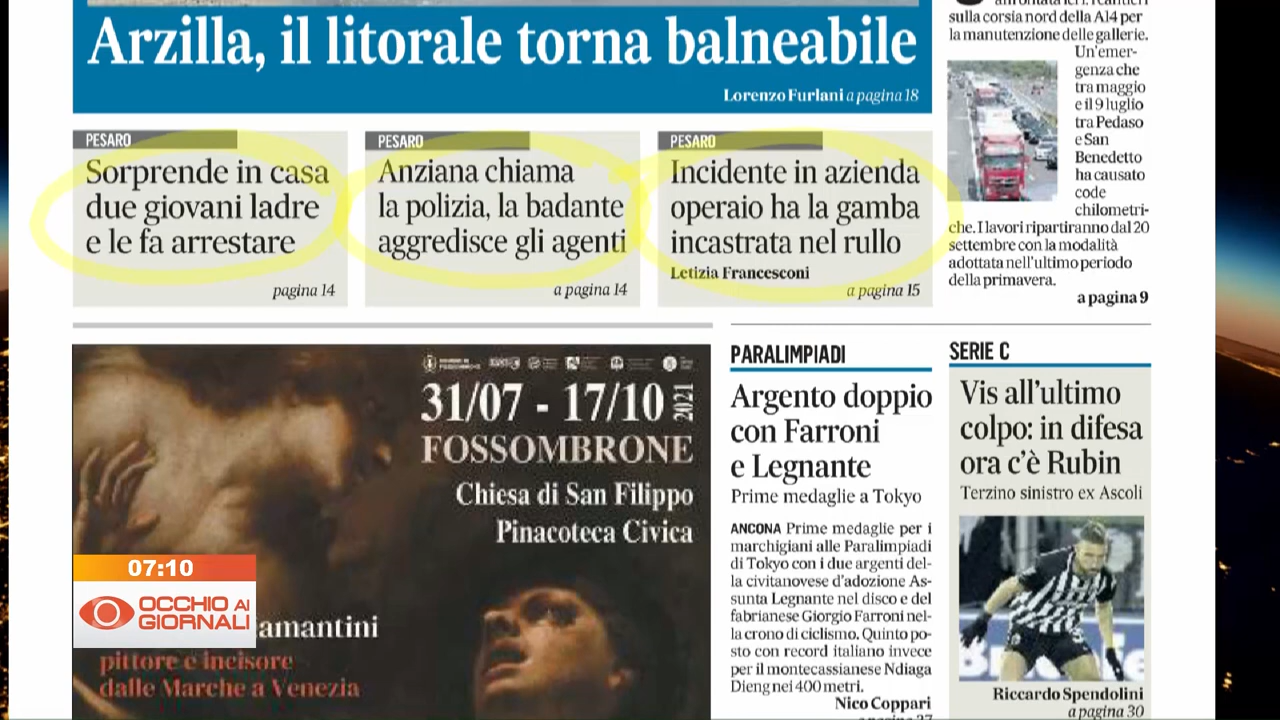 Arzilla, il litorale torna balneabile
Lorenzo Furlani a pagina 18
PESARO
Sorprende in casa
due giovani ladre
e le fa arrestare
pagina 14
PESARO
Anziana chiama
la polizia, la badante
aggredisce gli agenti
a pagina 14
PESARO
Incidente in azienda
operaio ha la gamba
incastrata nel rullo
Letizia Francesconi
a pagina 15
sulla corsia nord della A14 per
la manutenzione delle gallerie.
Un'emer-
genza che
tra maggio
e il 9 luglio
tra Pedaso
e San
Benedetto
ha causato
code
chilometri-
che. I lavori ripartiranno dal 20
settembre con la modalità
adottata nell'ultimo periodo
della primavera.
a pagina 9
31/07 - 17/10 2021
FOSSOMBRONE
Chiesa di San Filippo
Pinacoteca Civica
amantini
pittore e incisore
dalle Marche a Venezia
07:10
OCCHIO AI
GIORNALI
PARALIMPIADI
Argento doppio
con Farroni
e Legnante
Prime medaglie a Tokyo
ANCONA Prime medaglie per i
marchigiani alle Paralimpiadi
di Tokyo con i due argenti del-
la civitanovese d'adozione As-
sunta Legnante nel disco e del
fabrianese Giorgio Farroni nel-
la crono di ciclismo. Quinto po-
sto con record italiano invece
per il montecassianese Ndiaga
Dieng nei 400 metri.
Nico Coppari
SERIE C
Vis all'ultimo
colpo: in difesa
ora c'è Rubin
Terzino sinistro ex Ascoli
Riccardo Spendolini
a pagina 30